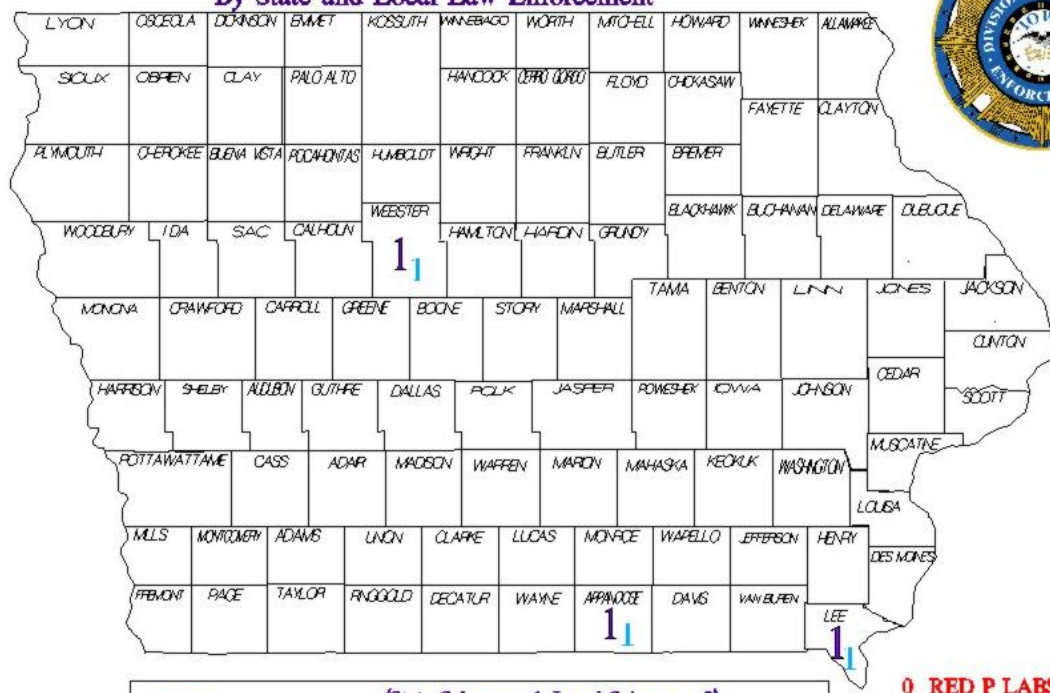 By State and Local Law Enforcement
LYON OSCEOLA DICKINSON EMMET KOSSUTH WINNEBAGO WORTH MITCHELL HOWARD WINNESHEK ALLAMAKEE
SIOUX OBRIEN CLAY PALO ALTO HANCOCK CERRO GORDO FLOYD CHICKASAW
FAYETTE CLAYTON
PLYMOUTH CHEROKEE BUENA VISTA POCAHONTAS HUMBOLDT WRIGHT FRANKLIN BUTLER BREMER
WEBSTER BLACKHAWK BUCHANAN DELAWARE DUBUQUE
WOODBURY IDA SAC CALHOUN HAMILTON HARDIN GRUNDY
1 1
TAMA BENTON LINN JONES JACKSON
MONONA CRAWFORD CARROLL GREENE BOONE STORY MARSHALL
CLINTON
CEDAR
HARRISON SHELBY AUDUBON GUTHRIE DALLAS POLK JASPER POWESHIEK IOWA JOHNSON SCOTT
MUSCATINE
POTTAWATTAME CASS ADAIR MADISON WARREN MARION MAHASKA KEOKUK WASHINGTON
LOUISA
MILLS MONTGOMERY ADAMS UNION CLARKE LUCAS MONROE WAPELLO JEFFERSON HENRY
DES MOINES
FREMONT PAGE TAYLOR RINGGOLD DECATUR WAYNE APPANOOSE DAVIS VAN BUREN
LEE
1 1
1 1
0 RED P LABS